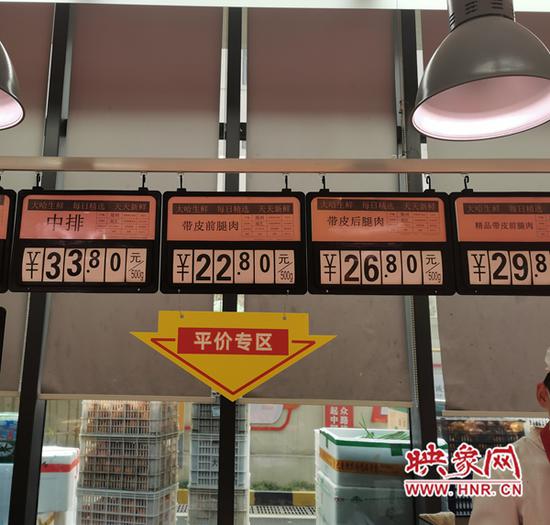 大哈生鲜 每日精选 天天新鲜
中排
¥33.80元/500g
大哈生鲜 每日精选 天天新鲜
带皮前腿肉
¥22.80元/500g
大哈生鲜 每日精选 天天新鲜
带皮后腿肉
¥26.80元/500g
大哈生鲜 每日精选
精品带皮前腿肉
¥29.8
平价专区
映象网
WWW.HNR.CN